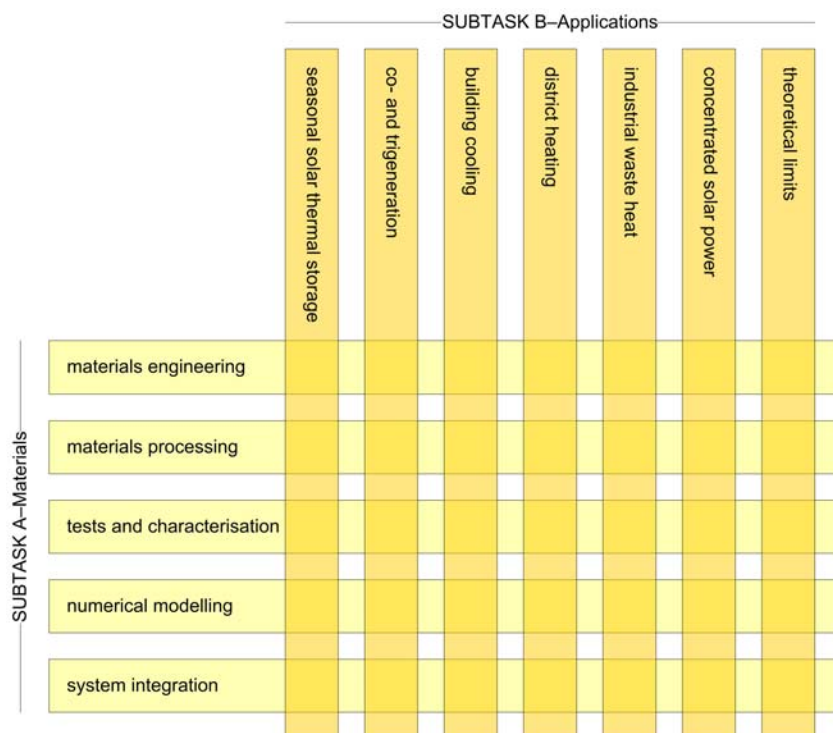 SUBTASK B–Applications
seasonal solar thermal storage
co- and trigeneration
building cooling
district heating
industrial waste heat
concentrated solar power
theoretical limits
SUBTASK A–Materials
materials engineering
materials processing
tests and characterisation
numerical modelling
system integration